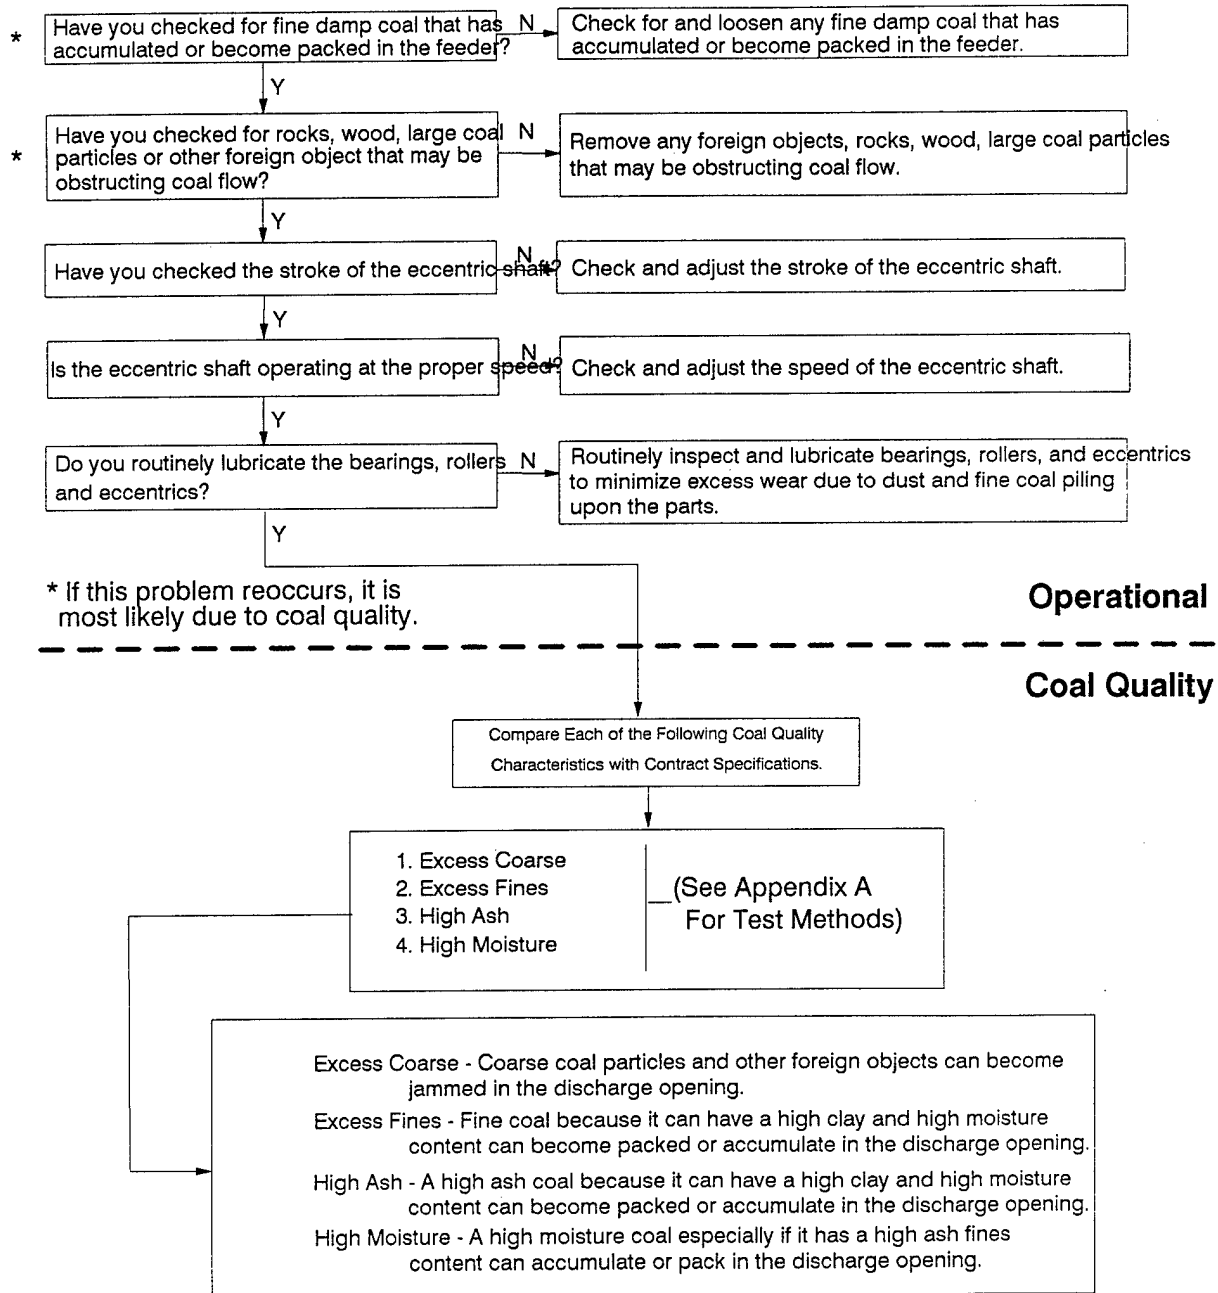 * Have you checked for fine damp coal that has N Check for and loosen any fine damp coal that has
accumulated or become packed in the feeder? accumulated or become packed in the feeder.
Y
Have you checked for rocks, wood, large coal N Remove any foreign objects, rocks, wood, large coal particles
* particles or other foreign object that may be that may be obstructing coal flow.
obstructing coal flow?
Y
Have you checked the stroke of the eccentric shaft? N Check and adjust the stroke of the eccentric shaft.
Y
Is the eccentric shaft operating at the proper speed? N Check and adjust the speed of the eccentric shaft.
Y
Do you routinely lubricate the bearings, rollers N Routinely inspect and lubricate bearings, rollers, and eccentrics
and eccentrics? to minimize excess wear due to dust and fine coal piling
upon the parts.
Y
* If this problem reoccurs, it is
most likely due to coal quality.
Operational
Coal Quality
Compare Each of the Following Coal Quality
Characteristics with Contract Specifications.
1. Excess Coarse
2. Excess Fines
3. High Ash
4. High Moisture
(See Appendix A
For Test Methods)
Excess Coarse - Coarse coal particles and other foreign objects can become
jammed in the discharge opening.
Excess Fines - Fine coal because it can have a high clay and high moisture
content can become packed or accumulate in the discharge opening.
High Ash - A high ash coal because it can have a high clay and high moisture
content can become packed or accumulate in the discharge opening.
High Moisture - A high moisture coal especially if it has a high ash fines
content can accumulate or pack in the discharge opening.